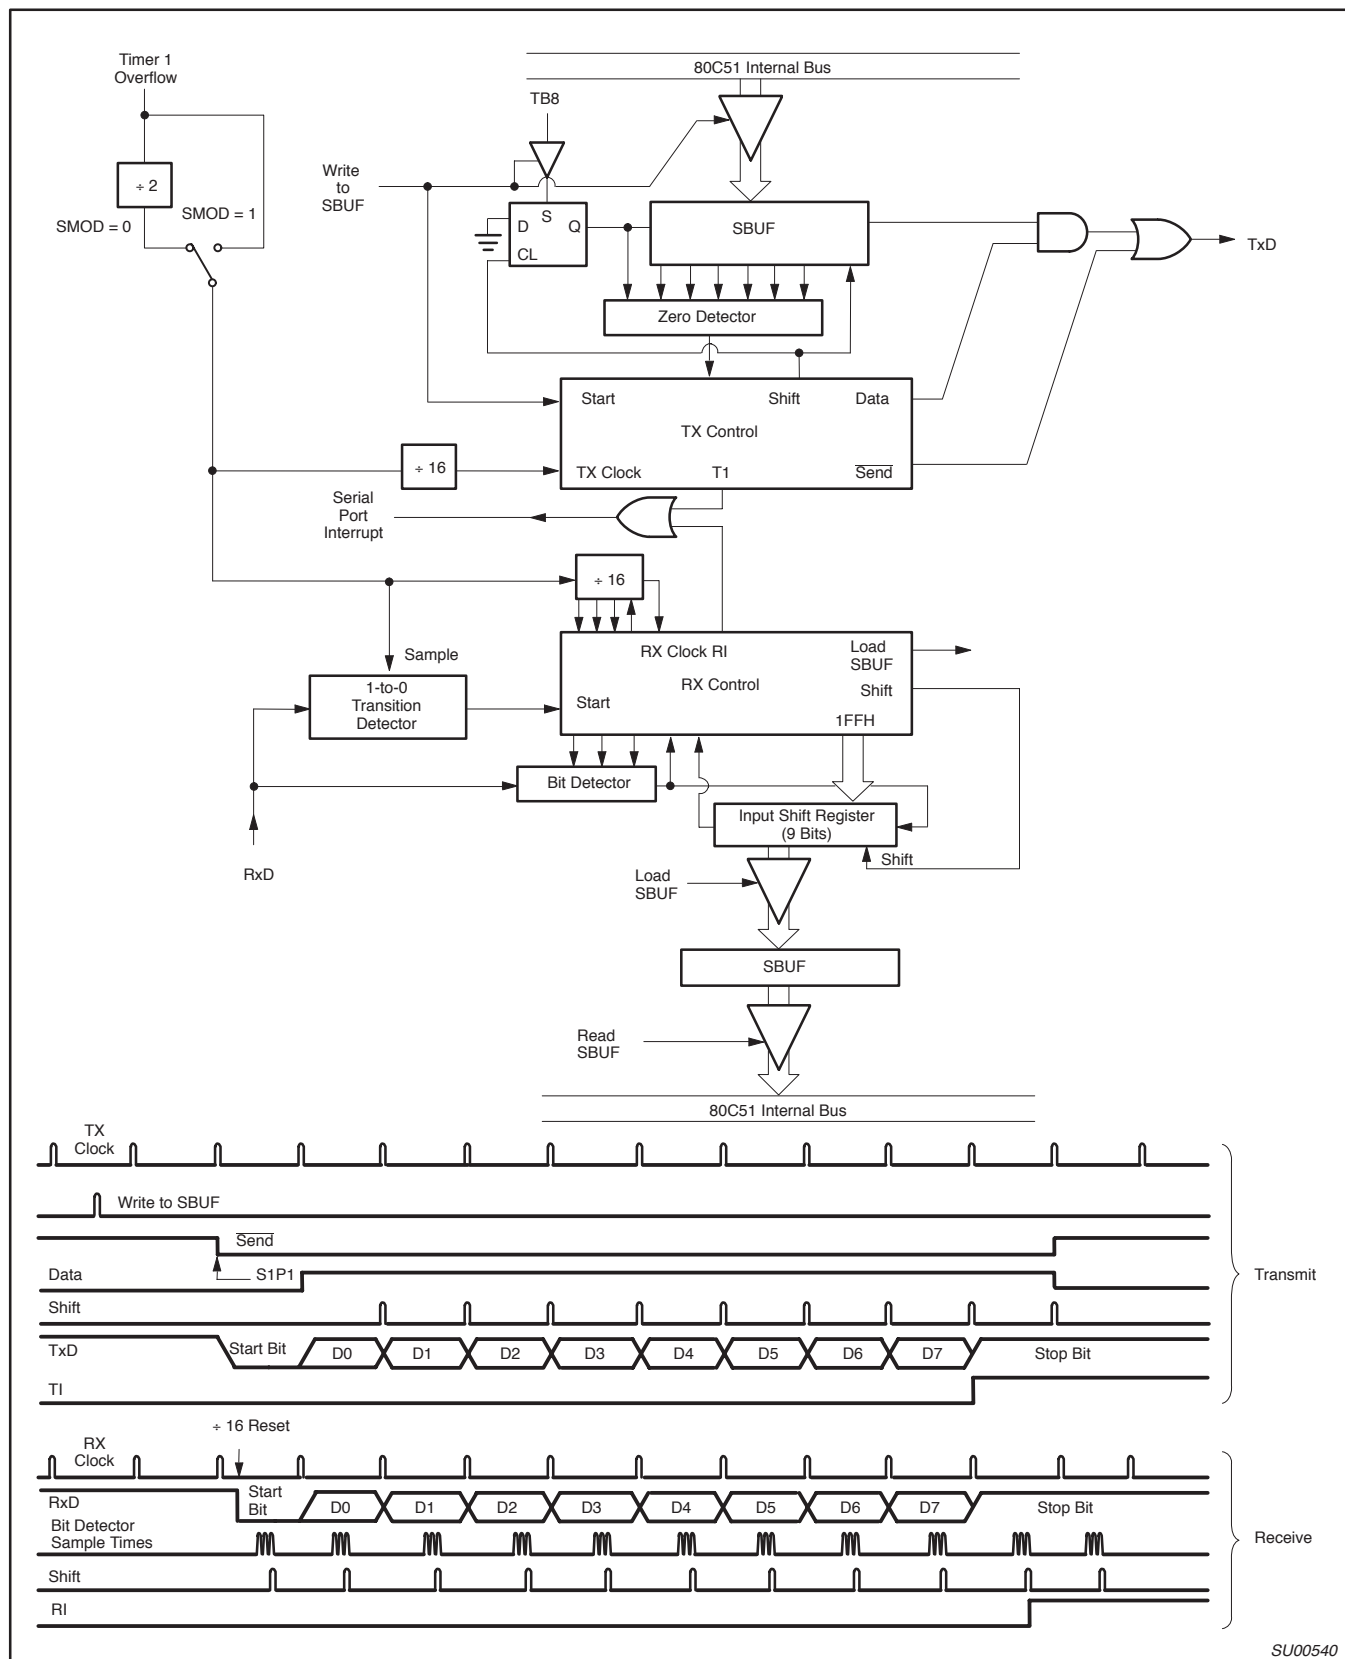 Timer 1
Overflow
80C51 Internal Bus
TB8
÷ 2
Write
to
SBUF
SMOD = 1
SMOD = 0
S
D
Q
CL
SBUF
TxD
Zero Detector
Start
Shift
Data
TX Control
÷ 16
TX Clock
T1
Send
Serial
Port
Interrupt
÷ 16
Sample
RX Clock RI
Load
SBUF
1-to-0
Transition
Detector
RX Control
Shift
Start
1FFH
Bit Detector
Input Shift Register
(9 Bits)
RxD
Shift
Load
SBUF
SBUF
Read
SBUF
80C51 Internal Bus
TX
Clock
Write to SBUF
Send
Data
S1P1
Transmit
Shift
TxD
Start Bit
D0
D1
D2
D3
D4
D5
D6
D7
Stop Bit
TI
÷ 16 Reset
RX
Clock
RxD
Start
Bit
D0
D1
D2
D3
D4
D5
D6
D7
Stop Bit
Bit Detector
Sample Times
Receive
Shift
RI
SU00540